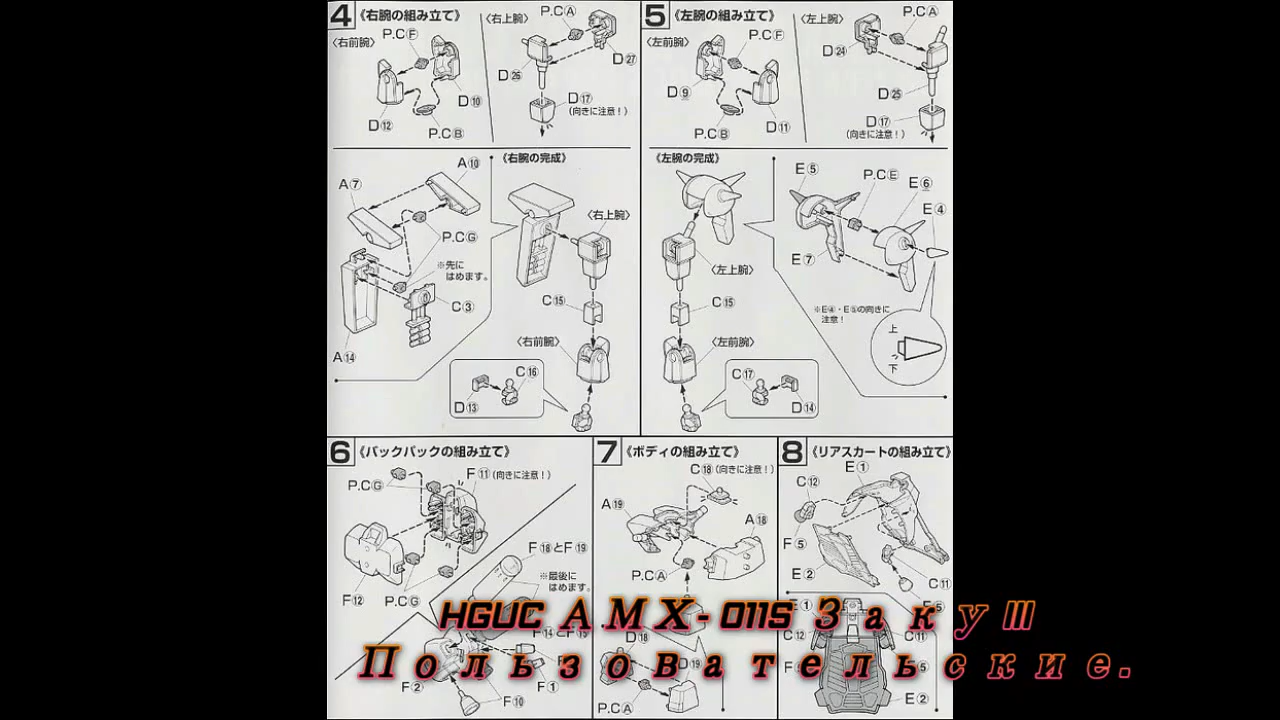 4 《右腕の組み立て》
〈右前腕〉
P.C Ⓕ
D⑩
D⑫
P.C Ⓑ
〈右上腕〉
P.C Ⓐ
D㉗
D㉖
D⑰
(向きに注意！)
A⑩
A⑦
P.C Ⓖ
※先に
はめます。
C③
A⑭
《右腕の完成》
〈右上腕〉
C⑮
〈右前腕〉
C⑯
D⑬
5 《左腕の組み立て》
〈左前腕〉
P.C Ⓕ
D⑨
P.C Ⓑ
D⑪
〈左上腕〉
P.C Ⓐ
D㉔
D㉕
D⑰
(向きに注意！)
《左腕の完成》
〈左上腕〉
C⑮
〈左前腕〉
C⑰
D⑭
E⑤
P.C Ⓔ
E⑥
E④
E⑦
※E④・E⑤の向きに
注意！
上
下
6 《バックパックの組み立て》
P.C Ⓖ
F⑪(向きに注意！)
F⑫
P.C Ⓖ
F⑱とF⑲
※最後に
はめます。
F②
F①
F⑩
7 《ボディの組み立て》
C⑱(向きに注意！)
A⑲
A⑱
P.C Ⓐ
D⑱
D⑲
P.C Ⓐ
8 《リアスカートの組み立て》
E①
C⑫
F⑤
E②
C⑪
E①
C⑫
C⑪
E②
HGUC AMX-011S Заку III
Пользовательские.